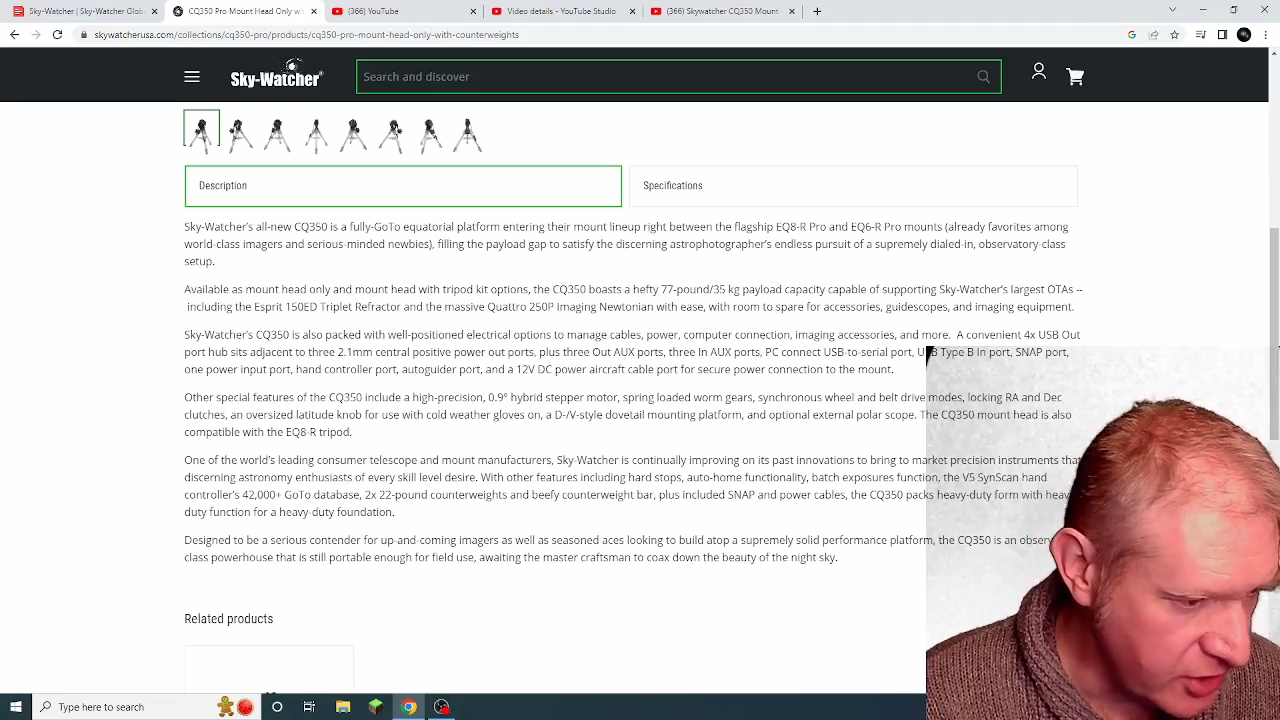 Sky-Watcher | Sky-Watcher Glob
CQ350 Pro Mount Head Only wit
(366) YouTube
Video details - YouTube Studio
(366) Skywatcher CQ350 Mount -
skywatcherusa.com/collections/cq350-pro/products/cq350-pro-mount-head-only-with-counterweights
Sky-Watcher®
Search and discover
Description
Specifications
Sky-Watcher's all-new CQ350 is a fully-GoTo equatorial platform entering their mount lineup right between the flagship EQ8-R Pro and EQ6-R Pro mounts (already favorites among
world-class imagers and serious-minded newbies), filling the payload gap to satisfy the discerning astrophotographer's endless pursuit of a supremely dialed-in, observatory-class
setup.
Available as mount head only and mount head with tripod kit options, the CQ350 boasts a hefty 77-pound/35 kg payload capacity capable of supporting Sky-Watcher's largest OTAs --
including the Esprit 150ED Triplet Refractor and the massive Quattro 250P Imaging Newtonian with ease, with room to spare for accessories, guidescopes, and imaging equipment.
Sky-Watcher's CQ350 is also packed with well-positioned electrical options to manage cables, power, computer connection, imaging accessories, and more. A convenient 4x USB Out
port hub its adjacent to three 2.1mm central positive power out ports, plus three Out AUX ports, three In AUX ports, PC connect USB-to-serial port, USB Type B In port, SNAP port,
one power input port, hand controller port, autoguider port, and a 12V DC power aircraft cable port for secure power connection to the mount.
Other special features of the CQ350 include a high-precision, 0.9° hybrid stepper motor, spring loaded worm gears, synchronous wheel and belt drive modes, locking RA and Dec
clutches, an oversized latitude knob for use with cold weather gloves on, a D-/V-style dovetail mounting platform, and optional external polar scope. The CQ350 mount head is also
compatible with the EQ8-R tripod.
One of the world's leading consumer telescope and mount manufacturers, Sky-Watcher is continually improving on its past innovations to bring to market precision instruments that
discerning astronomy enthusiasts of every skill level desire. With other features including hard stops, auto-home functionality, batch exposures function, the V5 SynScan hand
controller's 42,000+ GoTo database, 2x 22-pound counterweights and beefy counterweight bar, plus included SNAP and power cables, the CQ350 packs heavy-duty form with heav
duty function for a heavy-duty foundation.
Designed to be a serious contender for up-and-coming imagers as well as seasoned aces looking to build atop a supremely solid performance platform, the CQ350 is an obser
class powerhouse that is still portable enough for field use, awaiting the master craftsman to coax down the beauty of the night sky.
Related products
Type here to search